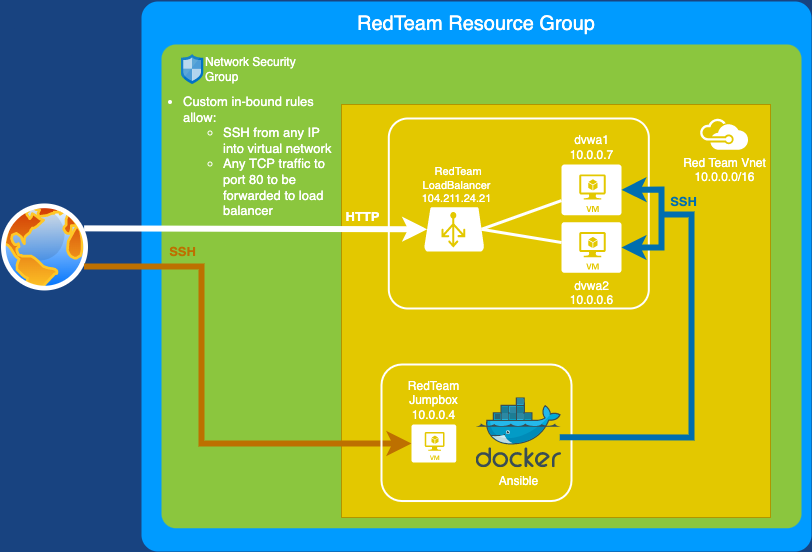 RedTeam Resource Group
Network Security
Group
• Custom in-bound rules
allow:
○ SSH from any IP
into virtual network
○ Any TCP traffic to
port 80 to be
forwarded to load
balancer
dvwa1
10.0.0.7
VM
Red Team Vnet
10.0.0.0/16
RedTeam
LoadBalancer
104.211.24.21
HTTP
SSH
VM
dvwa2
10.0.0.6
SSH
RedTeam
Jumpbox
10.0.0.4
VM
docker
Ansible